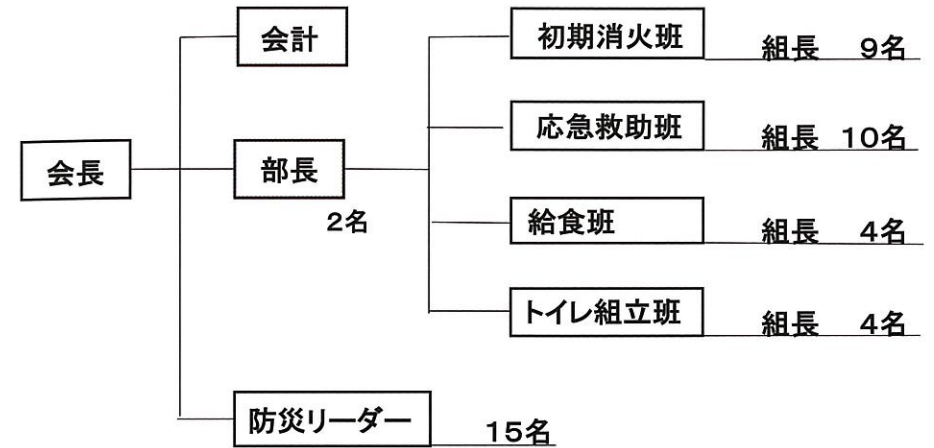 会計
初期消火班
組長 9名
応急救助班
組長 10名
会長
部長
2名
給食班
組長 4名
トイレ組立班
組長 4名
防災リーダー
15名